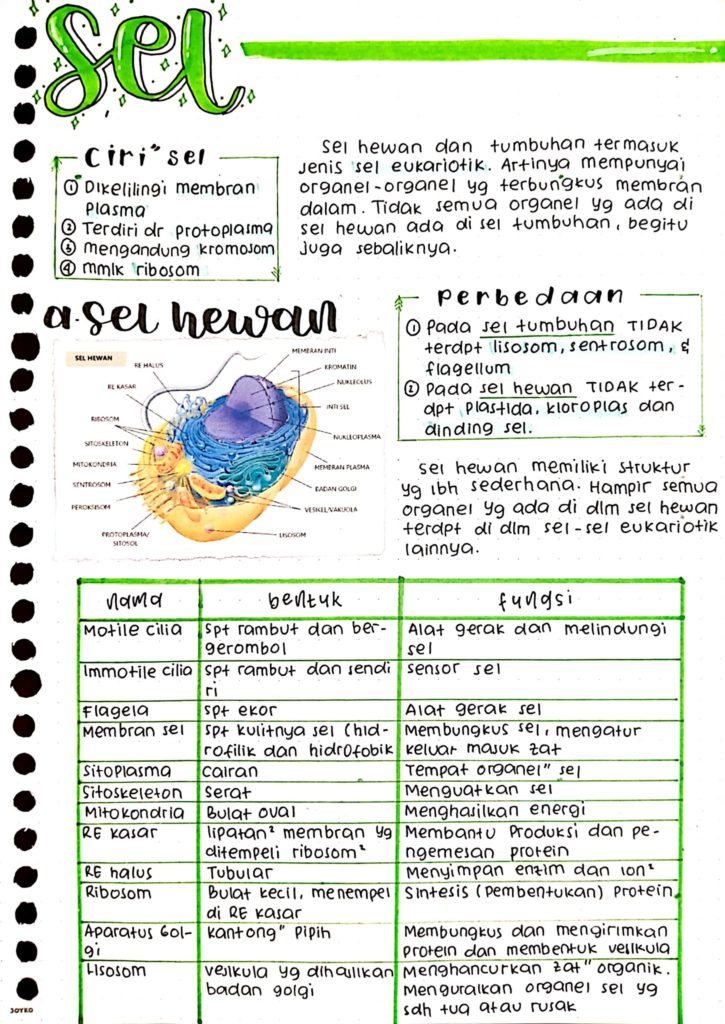 sel
Ciri" sel
① Dikelilingi membran
plasma
② Terdiri dr protoplasma
③ mengandung kromosom
④ mmlk ribosom
Sel hewan dan tumbuhan termasuk
jenis sel eukariotik. Artinya mempunyai
organel-organel yg terbungkus membran
dalam. Tidak semua organel yg ada di
sel hewan ada di sel tumbuhan, begitu
juga sebaliknya.
a. sel hewan
SEL HEWAN
RE HALUS
RE KASAR
RIBOSOM
SITOSKELETON
MITOKONDRIA
SENTROSOM
PEROKSISOM
PROTOPLASMA/
SITOSOL
MEMBRAN INTI
KROMATIN
NUKLEOLUS
INTI SEL
NUKLEOPLASMA
MEMBRAN PLASMA
BADAN GOLGI
VESIKEL/VAKUOLA
LISOSOM
Perbedaan
① Pada sel tumbuhan TIDAK
terdpt lisosom, sentrosom, &
flagellum
② Pada sel hewan TIDAK ter-
dpt plastida, kloroplas dan
dinding sel.
Sel hewan memiliki struktur
yg lbh sederhana. Hampir semua
organel yg ada di dlm sel hewan
terdpt di dlm sel-sel eukariotik
lainnya.
nama bentuk fungsi
Motile cilia spt rambut dan ber- Alat gerak dan melindungi
gerombol sel
Immotile cilia spt rambut dan sendi sensor sel
ri
Flagela spt ekor Alat gerak sel
Membran sel spt kulitnya sel (hid- Membungkus sel, mengatur
rofilik dan hidrofobik keluar masuk zat
Sitoplasma cairan Tempat organel" sel
Sitoskeleton serat Menguatkan sel
Mitokondria Bulat oval Menghasilkan energi
RE kasar lipatan² membran yg Membantu produksi dan pe-
ditempeli ribosom² ngemesan protein
RE halus Tubular Menyimpan enzim dan ion²
Ribosom Bulat kecil, menempel Sintesis (Pembentukan) protein
di RE kasar
Aparatus Gol- kantong" pipih Membungkus dan mengirimkan
gi protein dan membentuk vesikula
Lisosom vesikula yg dihasilkan Menghancurkan zat" organik.
badan golgi Menguraikan organel sel yg
sdh tua atau rusak
JOYKO